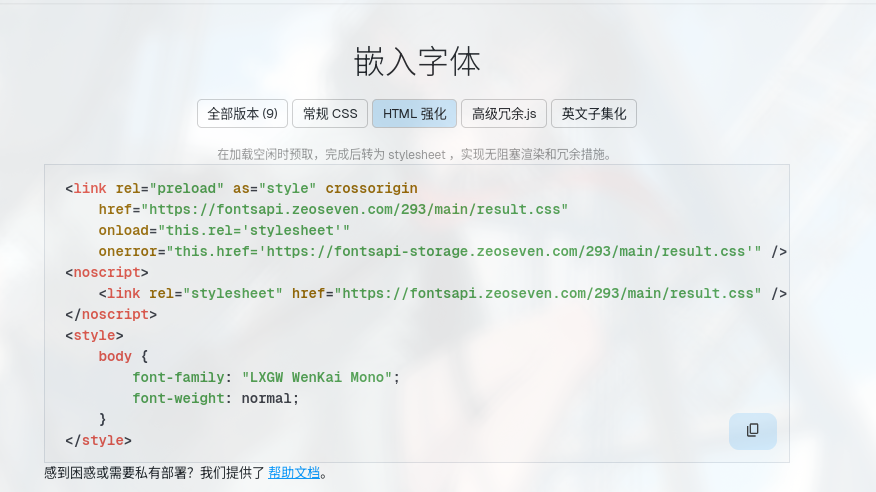 嵌入字体
全部版本 (9) 常规 CSS HTML 强化 高级冗余.js 英文子集化
在加载空闲时预取，完成后转为 stylesheet ，实现无阻塞渲染和冗余措施。
<link rel="preload" as="style" crossorigin
    href="https://fontsapi.zeoseven.com/293/main/result.css"
    onload="this.rel='stylesheet'"
    onerror="this.href='https://fontsapi-storage.zeoseven.com/293/main/result.css'" />
<noscript>
    <link rel="stylesheet" href="https://fontsapi.zeoseven.com/293/main/result.css" />
</noscript>
<style>
    body {
        font-family: "LXGW WenKai Mono";
        font-weight: normal;
    }
</style>
感到困惑或需要私有部署？我们提供了 帮助文档。